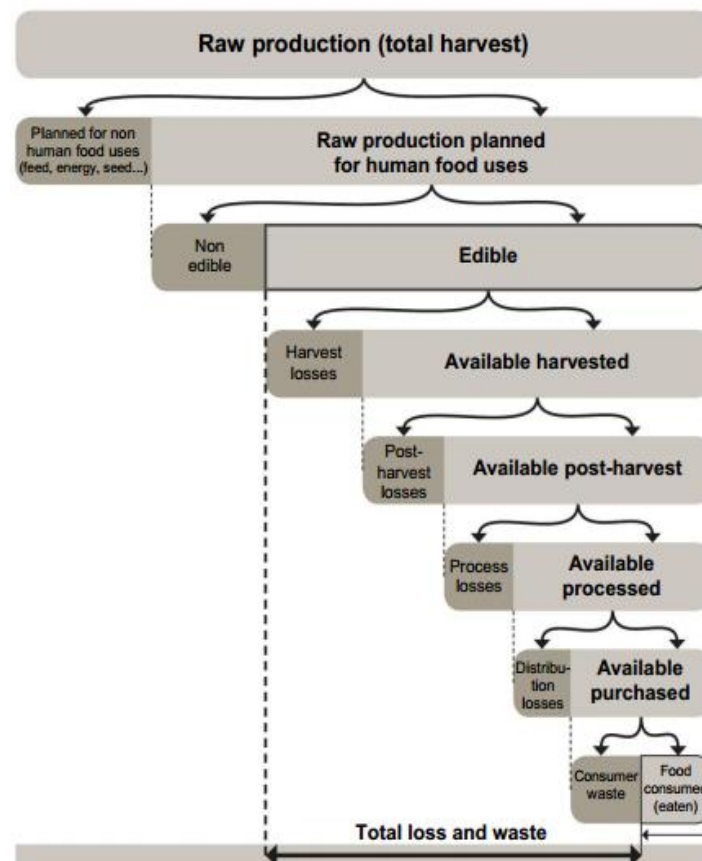 Raw production (total harvest)
Planned for non
human food uses
(feed, energy, seed...)
Raw production planned
for human food uses
Non
edible
Edible
Harvest
losses
Available harvested
Post-
harvest
losses
Available post-harvest
Process
losses
Available
processed
Distribu-
tion
losses
Available
purchased
Consumer
waste
Food
consumed
(eaten)
Total loss and waste